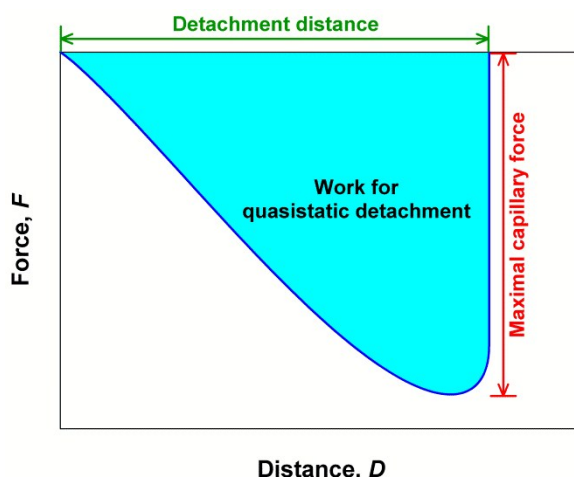 Detachment distance
Work for
quasistatic detachment
Maximal capillary force
Force, F
Distance, D